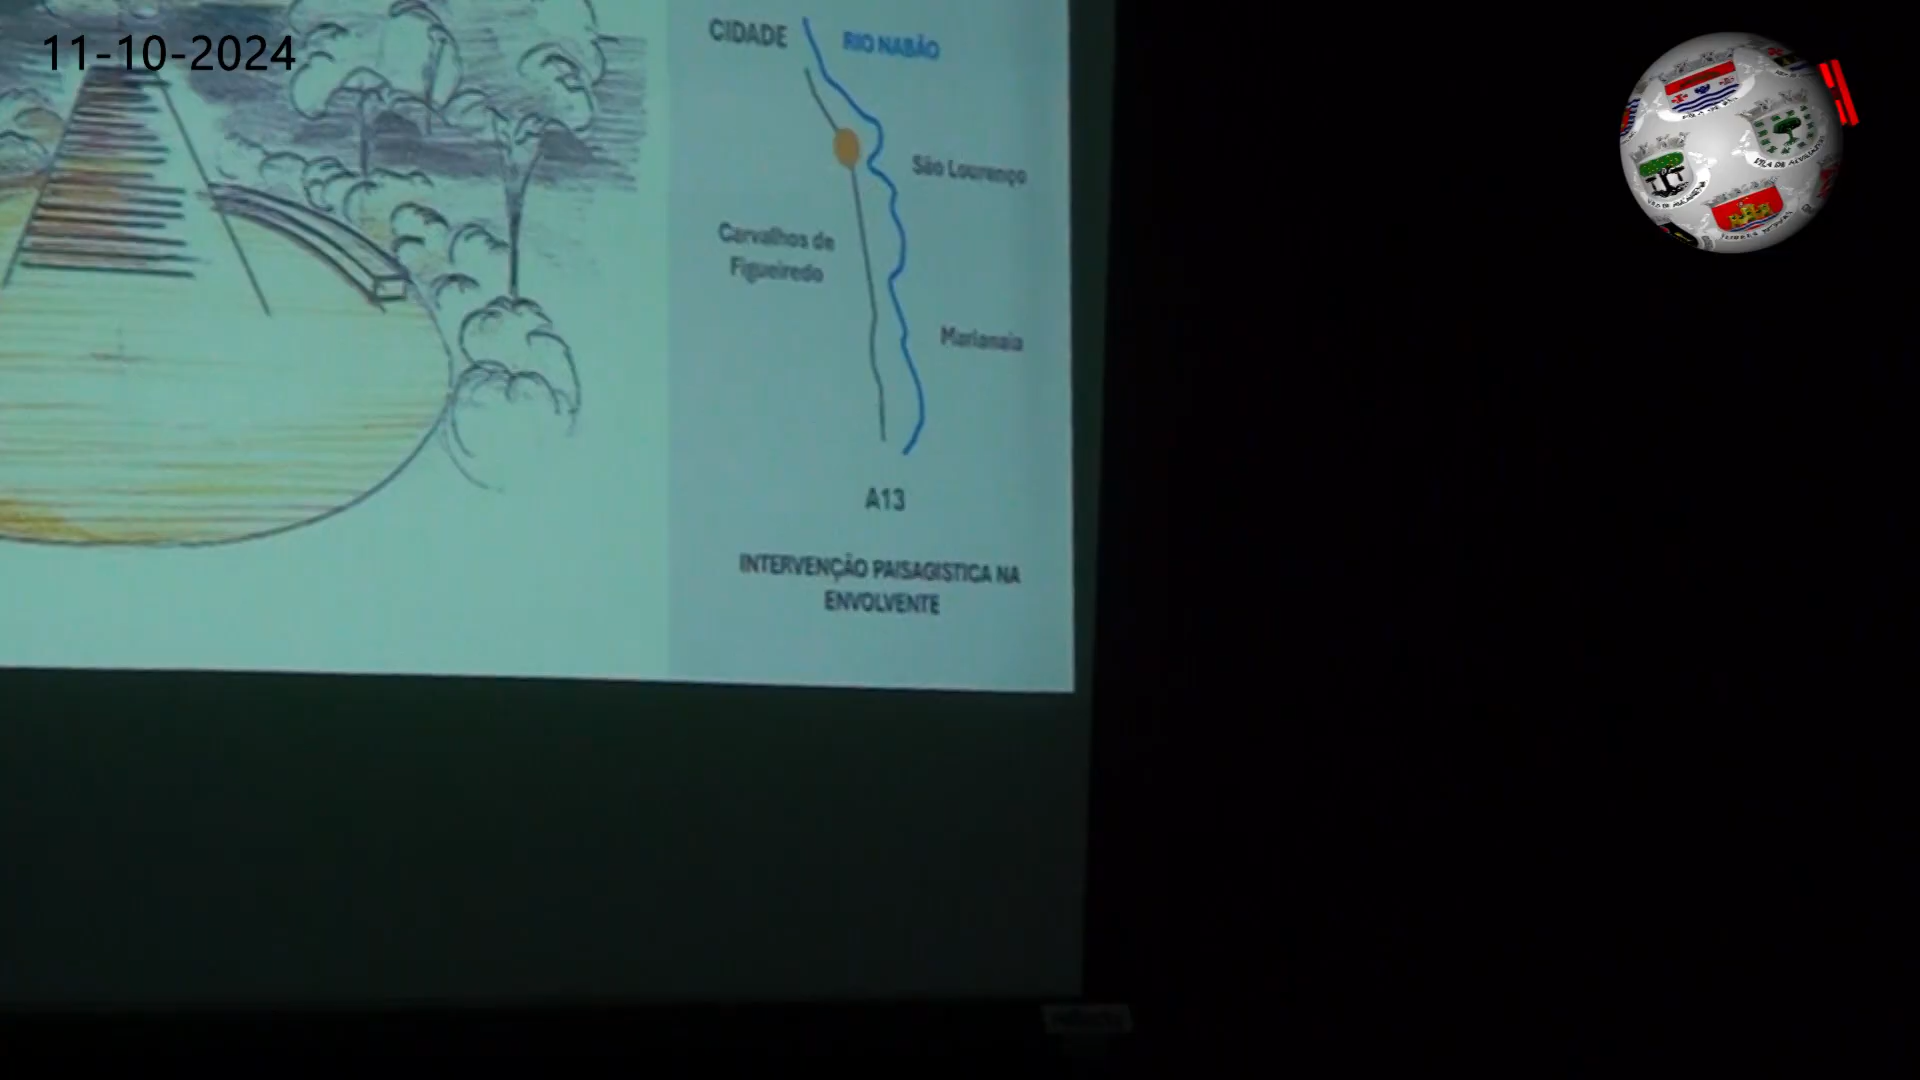 11-10-2024
CIDADE
RIO NABÃO
São Lourenço
Carvalhos de
Figueiredo
Marianaia
A13
INTERVENÇÃO PAISAGISTICA NA
ENVOLVENTE